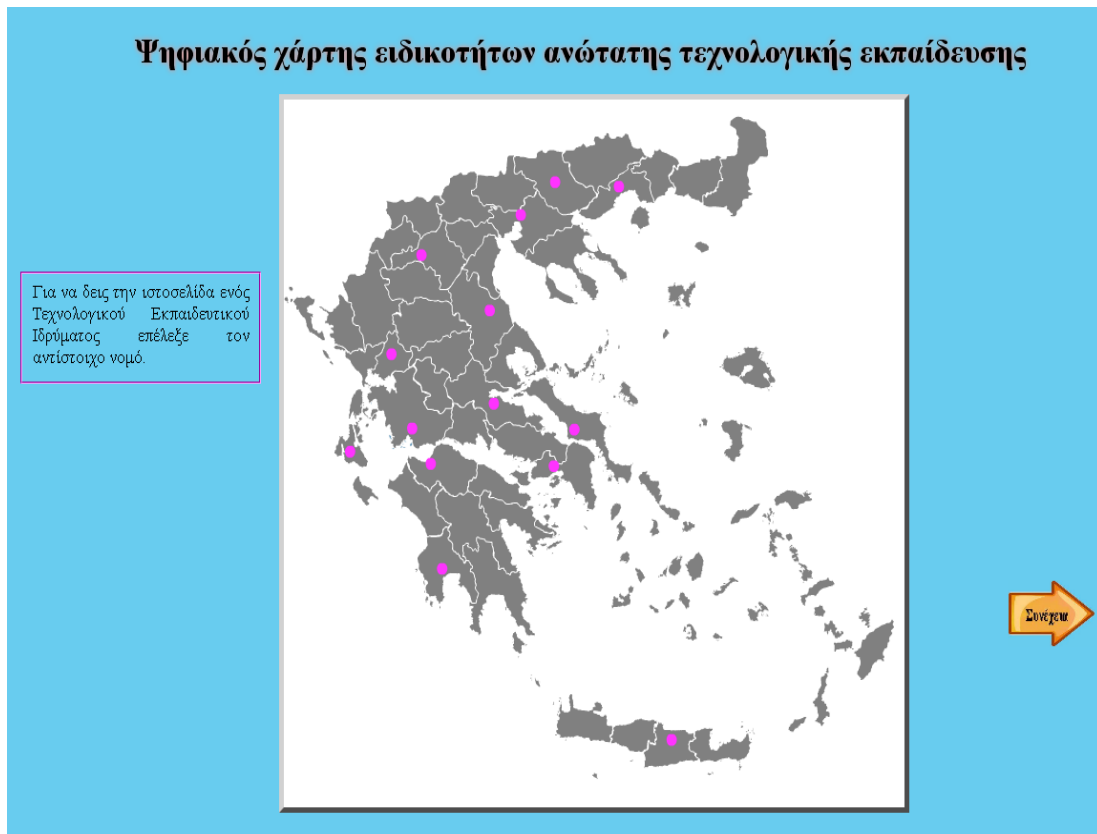 Ψηφιακός χάρτης ειδικοτήτων ανώτατης τεχνολογικής εκπαίδευσης
Για να δεις την ιστοσελίδα ενός
Τεχνολογικού Εκπαιδευτικού
Ιδρύματος επέλεξε τον
αντίστοιχο νομό.
Συνέχεια